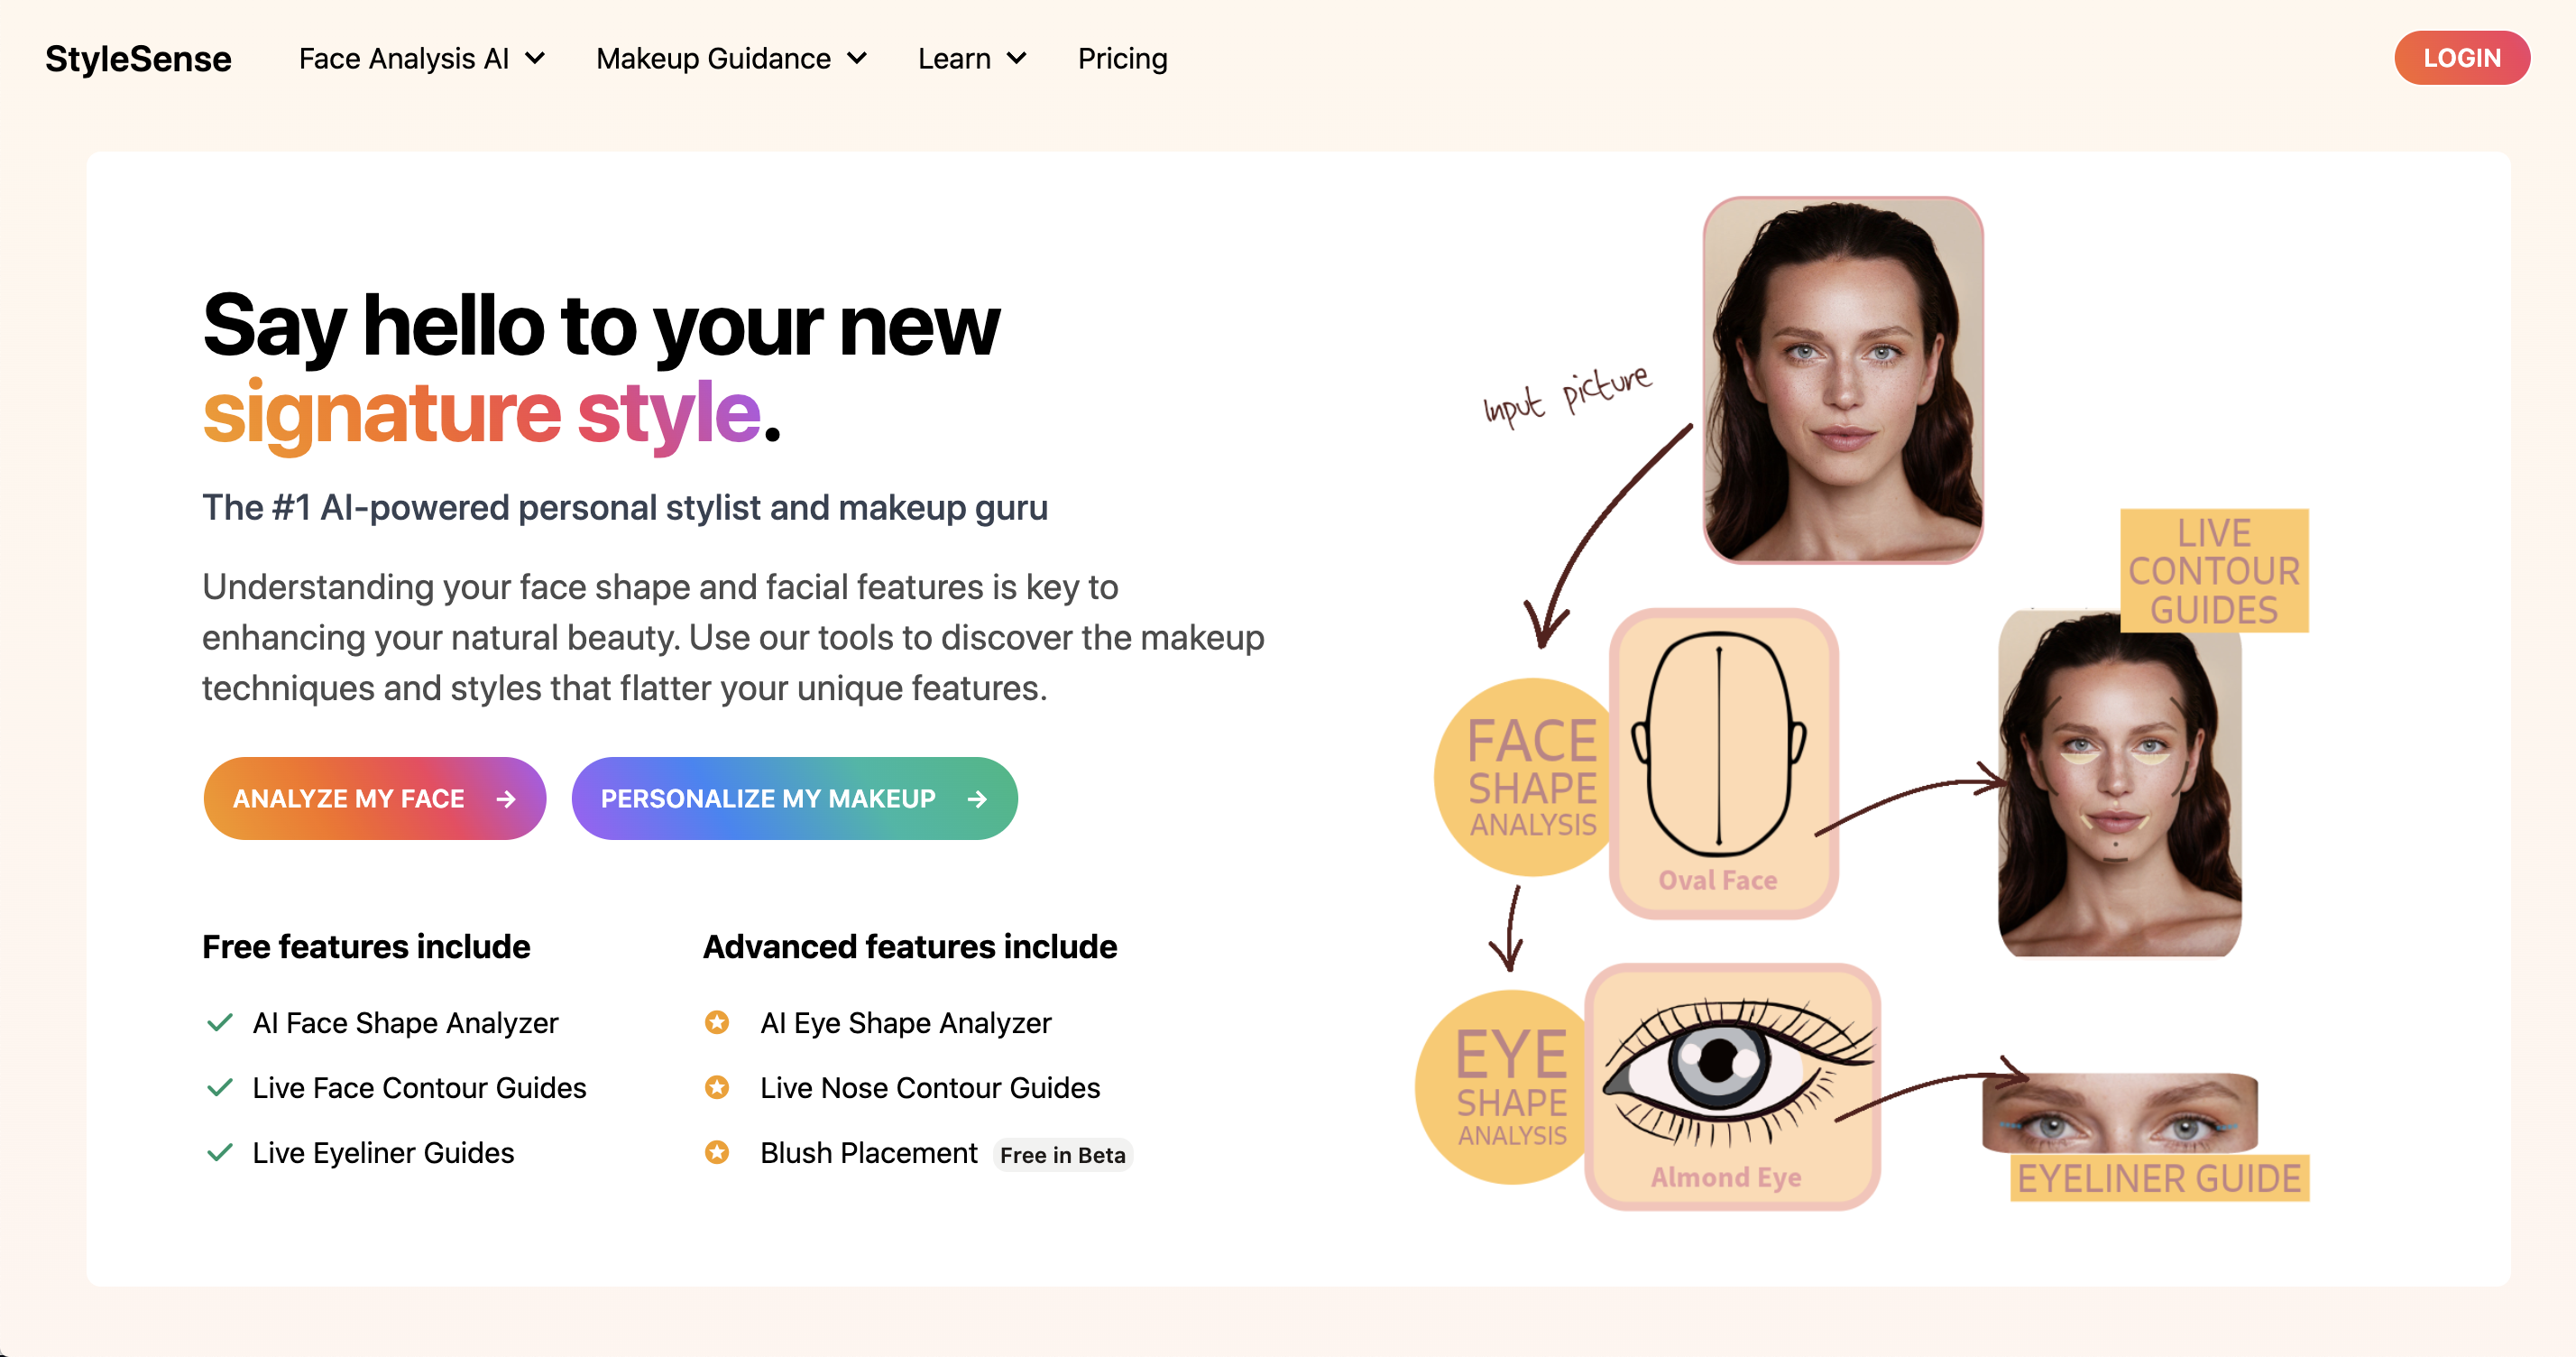 StyleSense
Face Analysis AI
Makeup Guidance
Learn
Pricing
LOGIN
Say hello to your new
signature style.
The #1 AI-powered personal stylist and makeup guru
Understanding your face shape and facial features is key to
enhancing your natural beauty. Use our tools to discover the makeup
techniques and styles that flatter your unique features.
ANALYZE MY FACE →
PERSONALIZE MY MAKEUP →
Free features include
AI Face Shape Analyzer
Live Face Contour Guides
Live Eyeliner Guides
Advanced features include
AI Eye Shape Analyzer
Live Nose Contour Guides
Blush Placement Free in Beta
Input picture
LIVE
CONTOUR
GUIDES
FACE
SHAPE
ANALYSIS
Oval Face
EYE
SHAPE
ANALYSIS
Almond Eye
EYELINER GUIDE